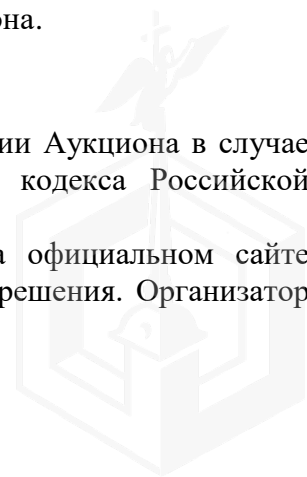 она.
ии Аукциона в случае
кодекса Российской
а официальном сайте
решения. Организатор